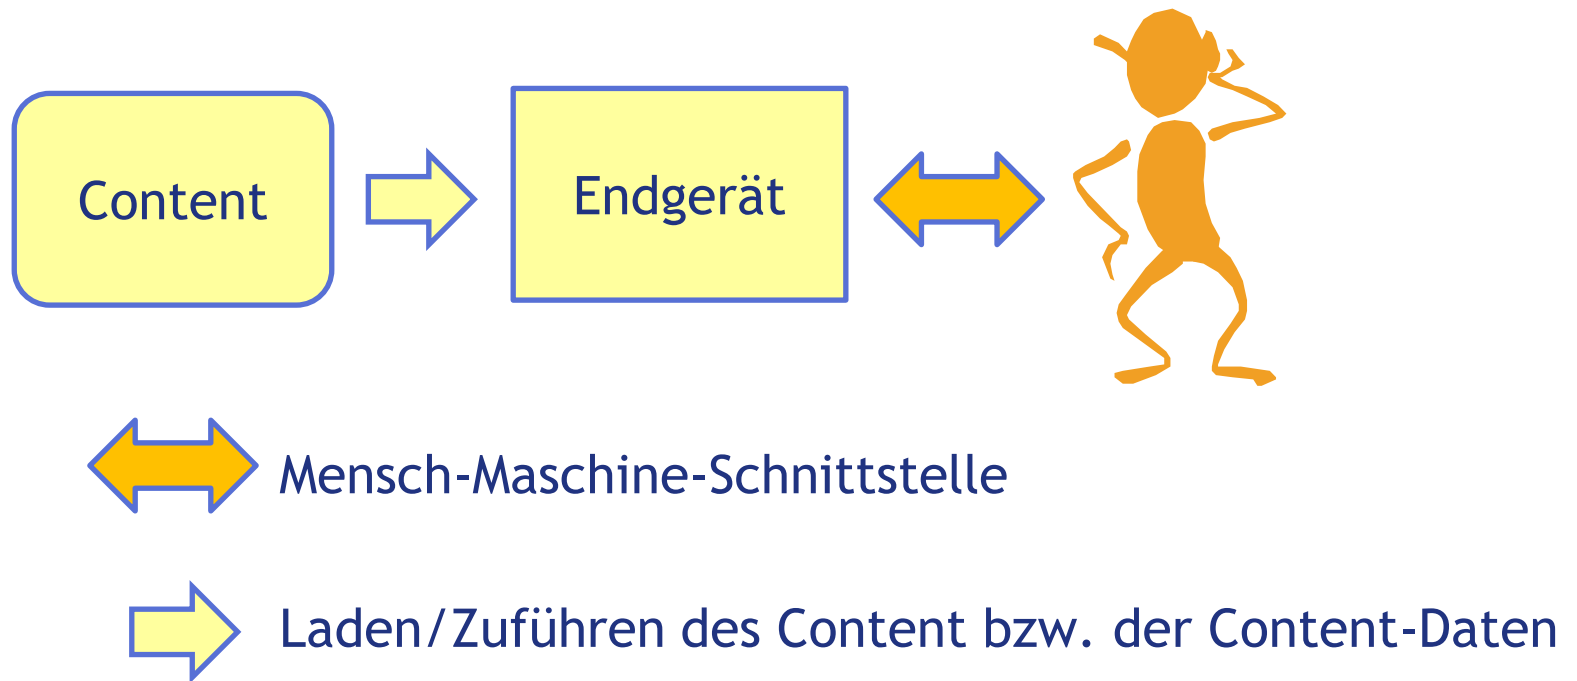 Content
Endgerät
Mensch-Maschine-Schnittstelle
Laden/Zuführen des Content bzw. der Content-Daten